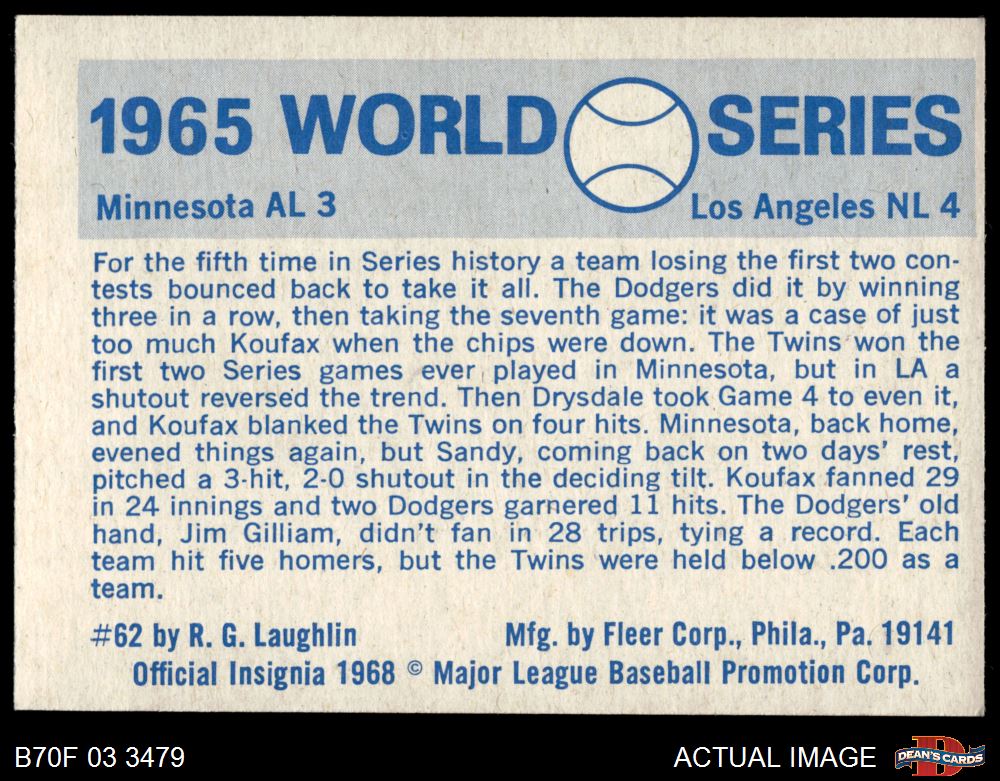 1965 WORLD SERIES
Minnesota AL 3
Los Angeles NL 4
For the fifth time in Series history a team losing the first two con-
tests bounced back to take it all. The Dodgers did it by winning
three in a row, then taking the seventh game: it was a case of just
too much Koufax when the chips were down. The Twins won the
first two Series games ever played in Minnesota, but in LA a
shutout reversed the trend. Then Drysdale took Game 4 to even it,
and Koufax blanked the Twins on four hits. Minnesota, back home,
evened things again, but Sandy, coming back on two days' rest,
pitched a 3-hit, 2-0 shutout in the deciding tilt. Koufax fanned 29
in 24 innings and two Dodgers garnered 11 hits. The Dodgers' old
hand, Jim Gilliam, didn't fan in 28 trips, tying a record. Each
team hit five homers, but the Twins were held below .200 as a
team.
#62 by R. G. Laughlin
Mfg. by Fleer Corp., Phila., Pa. 19141
Official Insignia 1968 © Major League Baseball Promotion Corp.
B70F 03 3479
ACTUAL IMAGE
D
DEAN'S CARDS